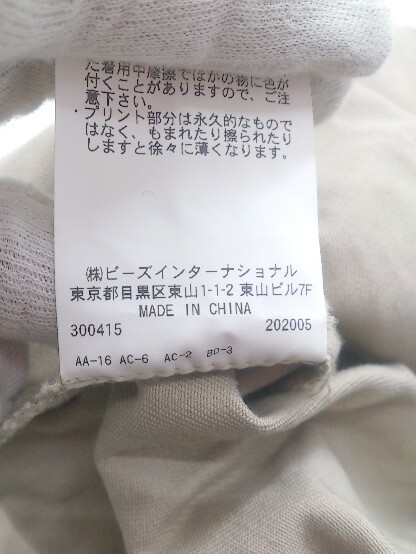 た着用中摩擦でほかの物に色が
付くことがありますので、ご注
意下さい。
・プリント部分は永久的なもので
はなく、もまれたり擦られたり
しますと徐々に薄くなります。
㈱ビーズインターナショナル
東京都目黒区東山1-1-2 東山ビル7F
MADE IN CHINA
300415 202005
AA-16 AC-6 AC-2 BD-3